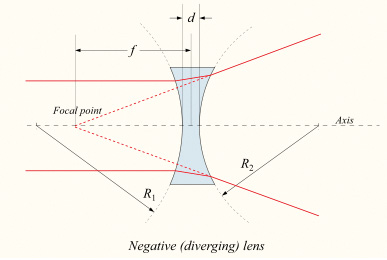 d
f
Focal point
Axis
R1
R2
Negative (diverging) lens